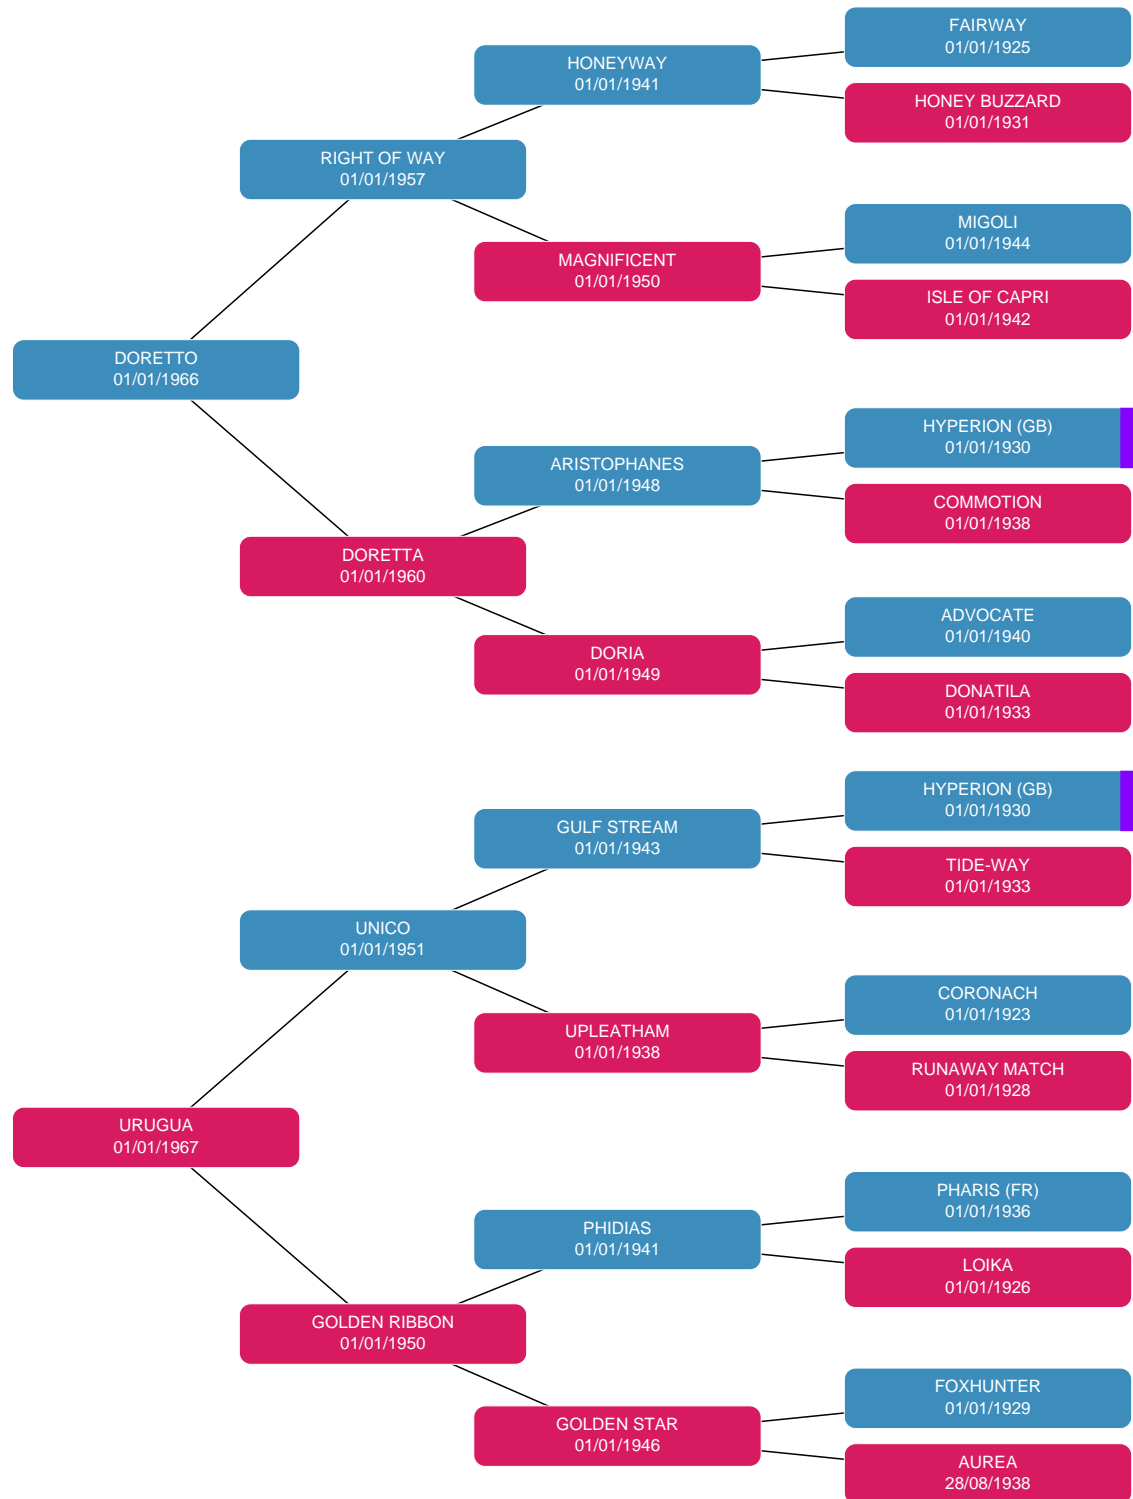 FAIRWAY
01/01/1925
HONEYWAY
01/01/1941
HONEY BUZZARD
01/01/1931
RIGHT OF WAY
01/01/1957
MIGOLI
01/01/1944
MAGNIFICENT
01/01/1950
ISLE OF CAPRI
01/01/1942
DORETTO
01/01/1966
HYPERION (GB)
01/01/1930
ARISTOPHANES
01/01/1948
COMMOTION
01/01/1938
DORETTA
01/01/1960
ADVOCATE
01/01/1940
DORIA
01/01/1949
DONATILA
01/01/1933
HYPERION (GB)
01/01/1930
GULF STREAM
01/01/1943
TIDE-WAY
01/01/1933
UNICO
01/01/1951
CORONACH
01/01/1923
UPLEATHAM
01/01/1938
RUNAWAY MATCH
01/01/1928
URUGUA
01/01/1967
PHARIS (FR)
01/01/1936
PHIDIAS
01/01/1941
LOIKA
01/01/1926
GOLDEN RIBBON
01/01/1950
FOXHUNTER
01/01/1929
GOLDEN STAR
01/01/1946
AUREA
28/08/1938